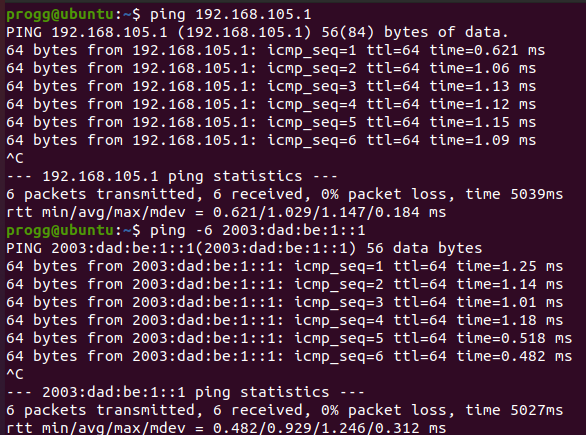 progg@ubuntu:~$ ping 192.168.105.1
PING 192.168.105.1 (192.168.105.1) 56(84) bytes of data.
64 bytes from 192.168.105.1: icmp_seq=1 ttl=64 time=0.621 ms
64 bytes from 192.168.105.1: icmp_seq=2 ttl=64 time=1.06 ms
64 bytes from 192.168.105.1: icmp_seq=3 ttl=64 time=1.13 ms
64 bytes from 192.168.105.1: icmp_seq=4 ttl=64 time=1.12 ms
64 bytes from 192.168.105.1: icmp_seq=5 ttl=64 time=1.15 ms
64 bytes from 192.168.105.1: icmp_seq=6 ttl=64 time=1.09 ms
^C
--- 192.168.105.1 ping statistics ---
6 packets transmitted, 6 received, 0% packet loss, time 5039ms
rtt min/avg/max/mdev = 0.621/1.029/1.147/0.184 ms
progg@ubuntu:~$ ping -6 2003:dad:be:1::1
PING 2003:dad:be:1::1(2003:dad:be:1::1) 56 data bytes
64 bytes from 2003:dad:be:1::1: icmp_seq=1 ttl=64 time=1.25 ms
64 bytes from 2003:dad:be:1::1: icmp_seq=2 ttl=64 time=1.14 ms
64 bytes from 2003:dad:be:1::1: icmp_seq=3 ttl=64 time=1.01 ms
64 bytes from 2003:dad:be:1::1: icmp_seq=4 ttl=64 time=1.18 ms
64 bytes from 2003:dad:be:1::1: icmp_seq=5 ttl=64 time=0.518 ms
64 bytes from 2003:dad:be:1::1: icmp_seq=6 ttl=64 time=0.482 ms
^C
--- 2003:dad:be:1::1 ping statistics ---
6 packets transmitted, 6 received, 0% packet loss, time 5027ms
rtt min/avg/max/mdev = 0.482/0.929/1.246/0.312 ms